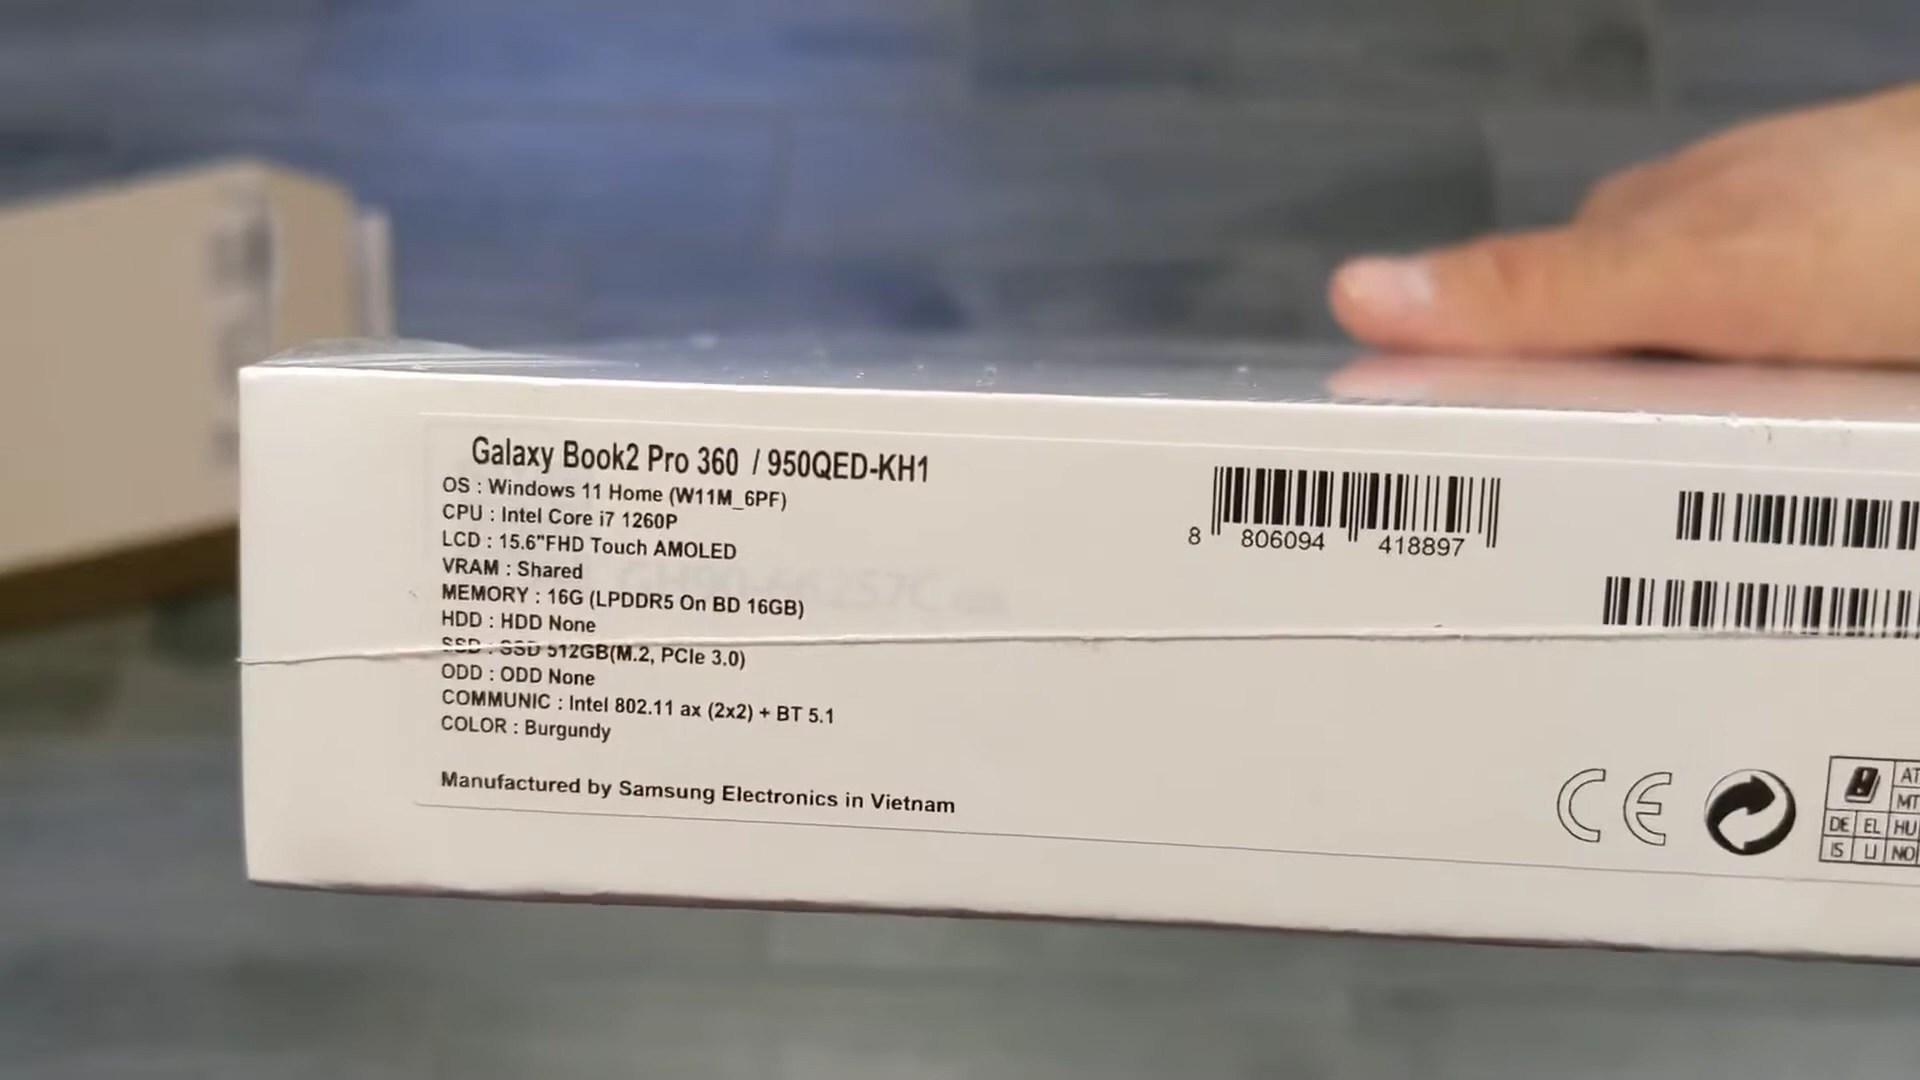 Galaxy Book2 Pro 360 / 950QED-KH1
OS : Windows 11 Home (W11M_6PF)
CPU : Intel Core i7 1260P
LCD : 15.6"FHD Touch AMOLED
VRAM : Shared
MEMORY : 16G (LPDDR5 On BD 16GB)
HDD : HDD None
SSD : SSD 512GB(M.2, PCIe 3.0)
ODD : ODD None
COMMUNIC : Intel 802.11 ax (2x2) + BT 5.1
COLOR : Burgundy
Manufactured by Samsung Electronics in Vietnam
8 806094 418897
CE
AT
MT
DE EL HU
IS LI NO